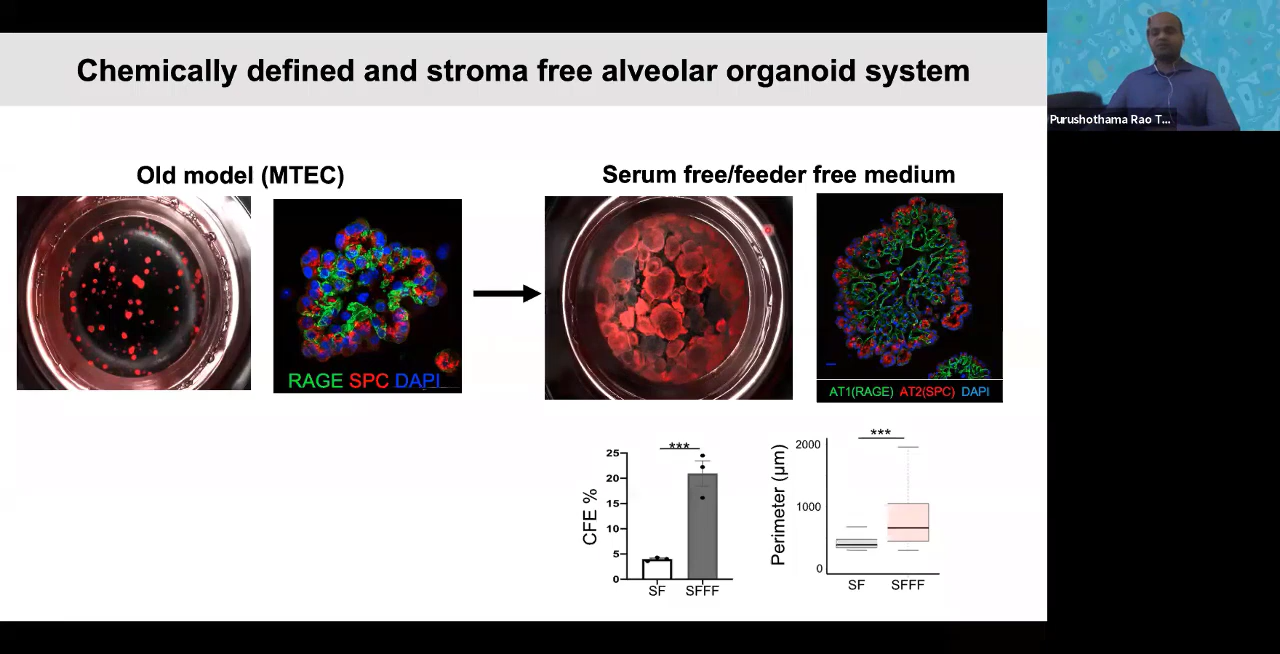 Chemically defined and stroma free alveolar organoid system
Purushothama Rao T...
Old model (MTEC)
Serum free/feeder free medium
RAGE SPC DAPI
AT1(RAGE) AT2(SPC) DAPI
***
25
20
15
10
5
0
CFE %
SF SFFF
***
2000
1000
0
Perimeter (μm)
SF SFFF